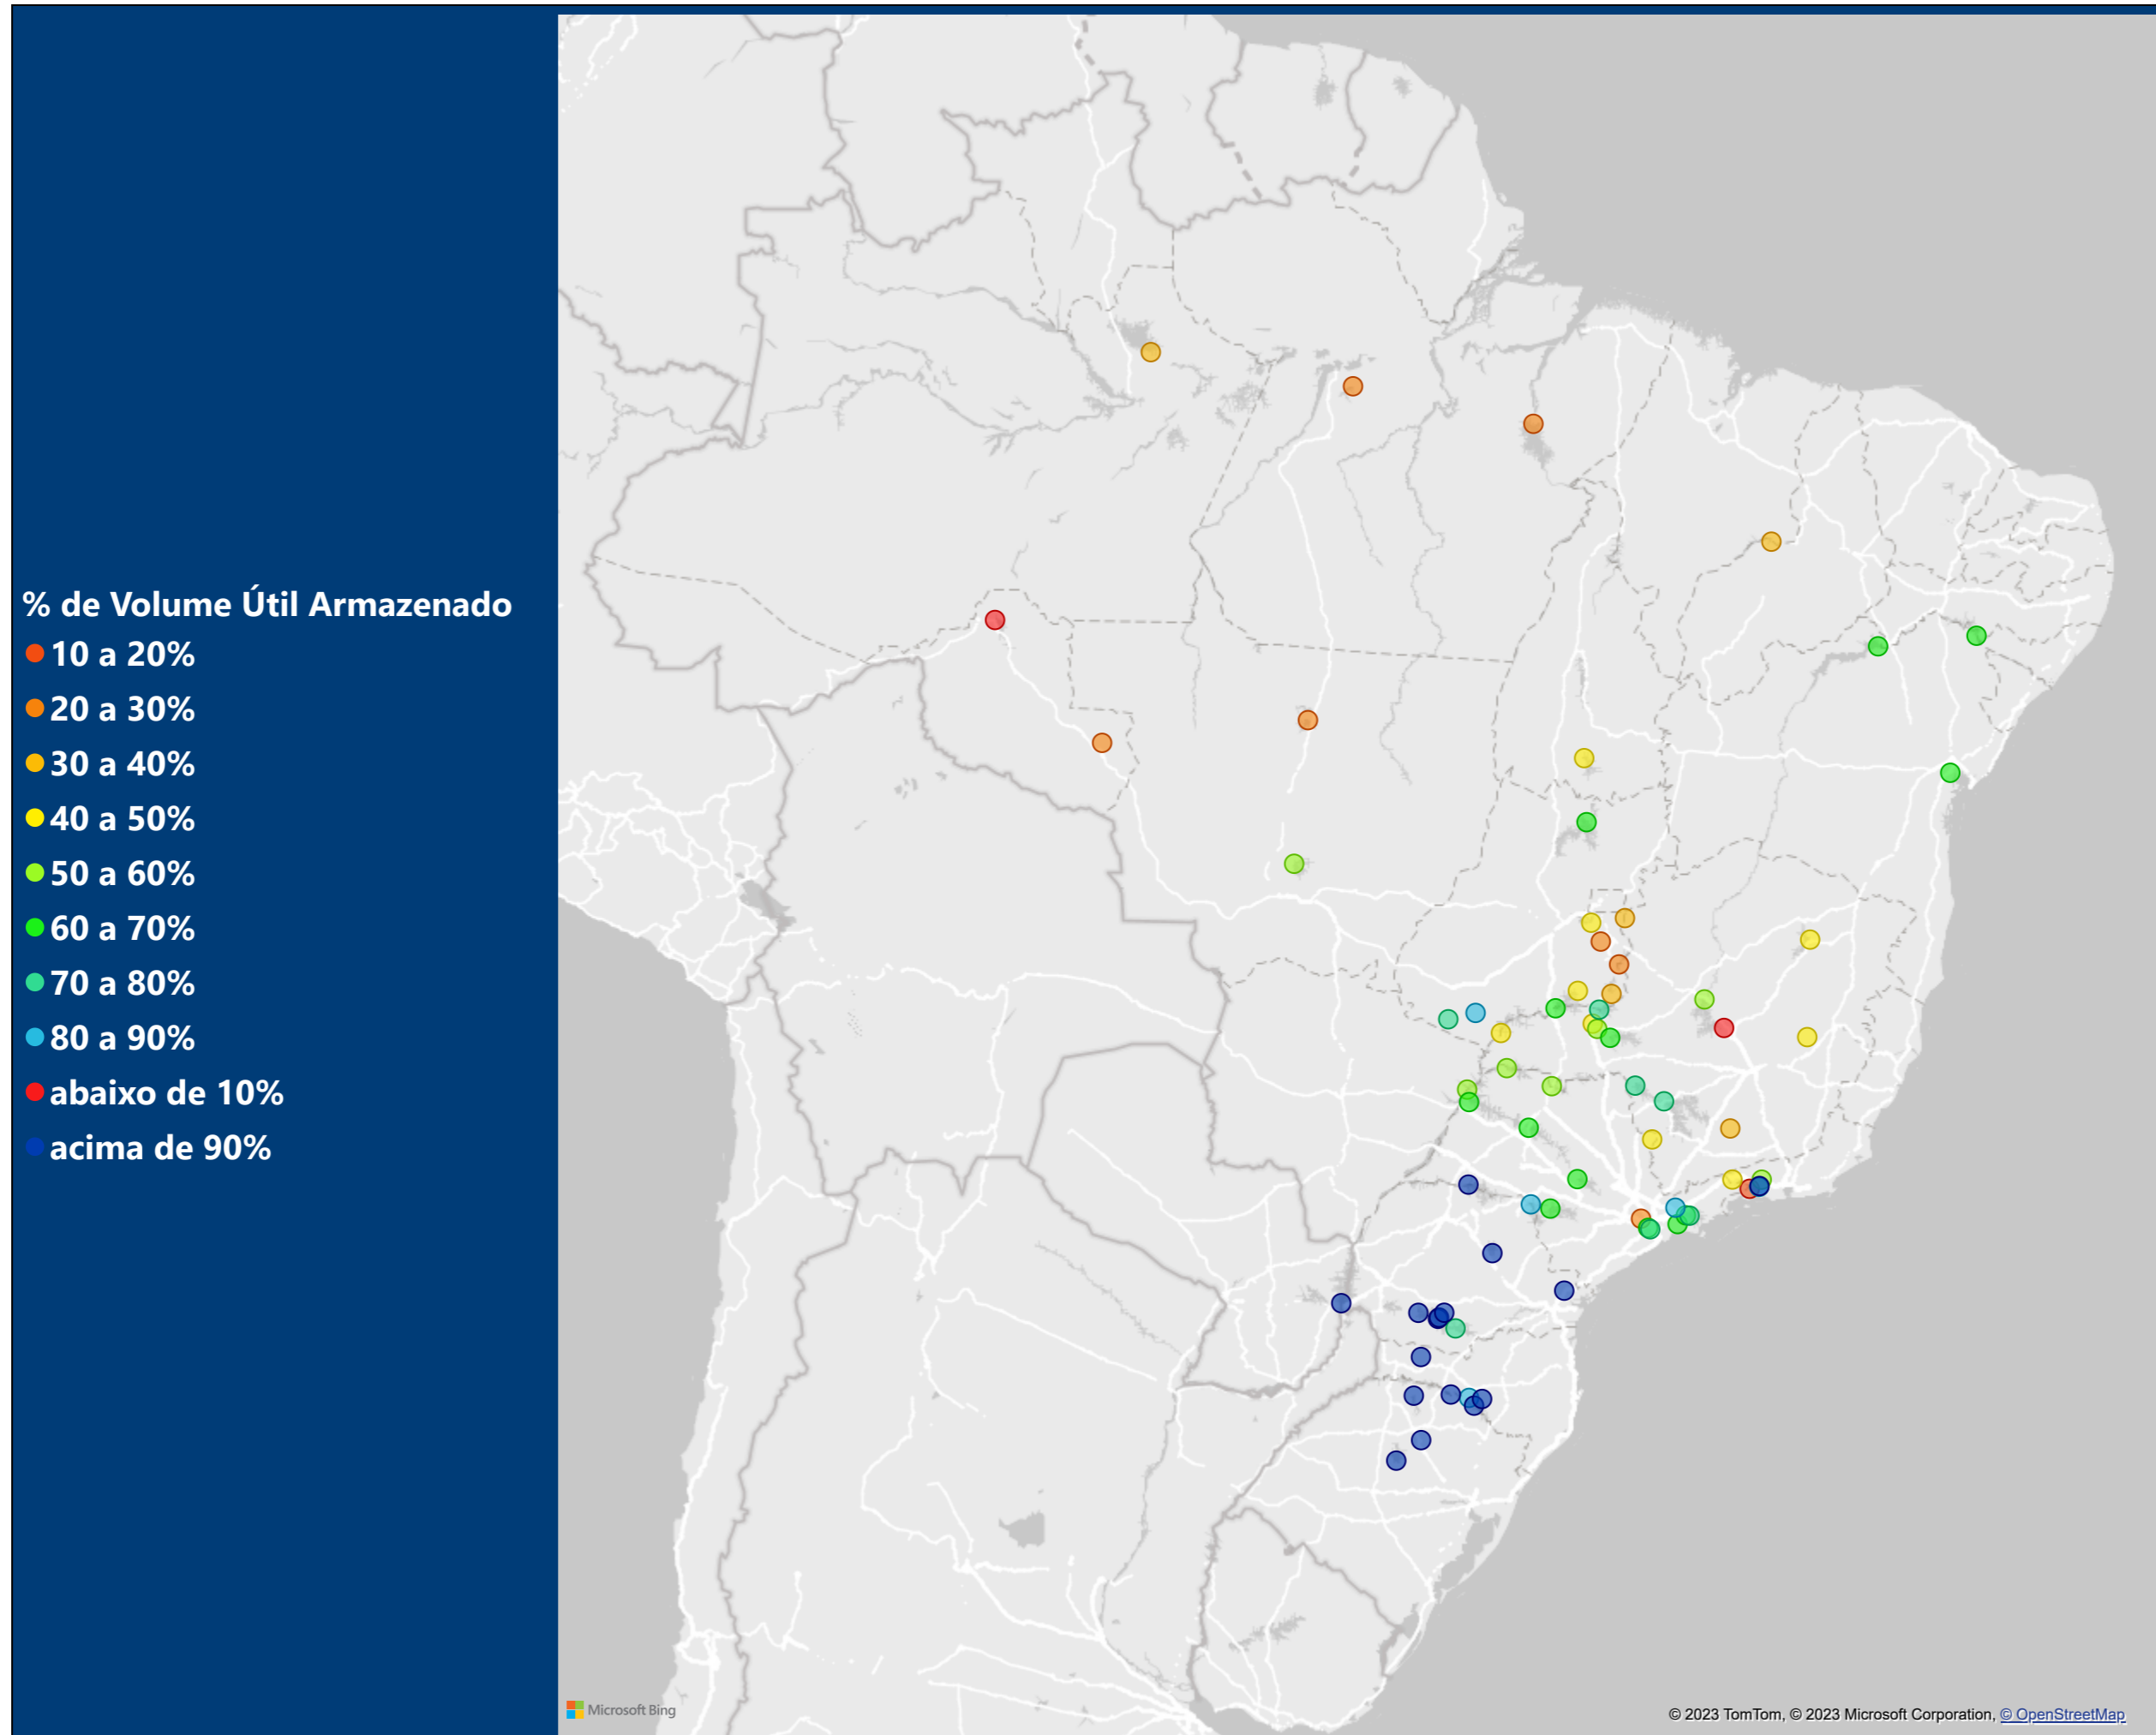 % de Volume Útil Armazenado
10 a 20%
20 a 30%
30 a 40%
40 a 50%
50 a 60%
60 a 70%
70 a 80%
80 a 90%
abaixo de 10%
acima de 90%
Microsoft Bing
© 2023 TomTom, © 2023 Microsoft Corporation, © OpenStreetMap